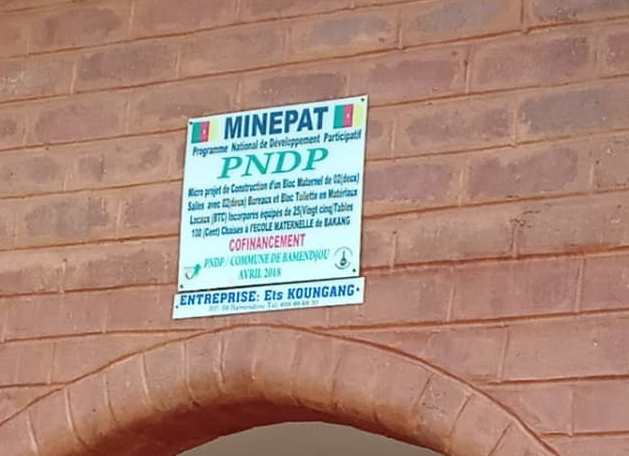 MINEPAT
Programme National de Développement Participatif
PNDP
Micro projet de Construction d'un Bloc Maternel de 02(deux)
Salles avec 02(deux) Bureaux et Bloc Toilette en Matériaux
Locaux (BTC) Incorporés équipés de 25(Vingt cinq)Tables
100 (Cent) Chaises à l'ECOLE MATERNELLE de BAKANG
COFINANCEMENT
PNDP / COMMUNE DE BAMENDJOU
AVRIL 2018
ENTREPRISE: Ets KOUNGANG